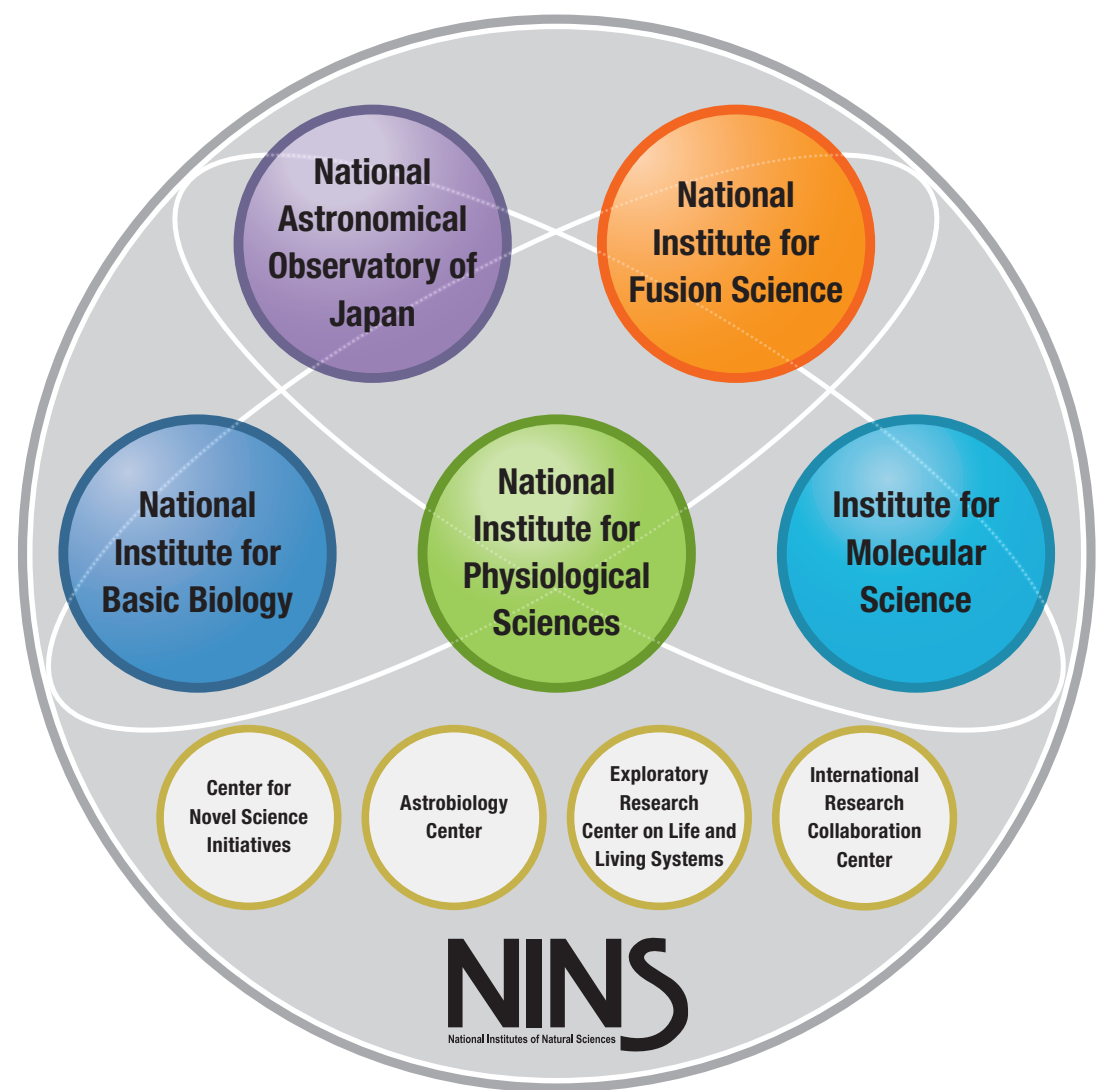 National
Astronomical
Observatory of
Japan
National
Institute for
Fusion Science
National
Institute for
Basic Biology
National
Institute for
Physiological
Sciences
Institute for
Molecular
Science
Center for
Novel Science
Initiatives
Astrobiology
Center
Exploratory
Research
Center on Life and
Living Systems
International
Research
Collaboration
Center
NINS
National Institutes of Natural Sciences